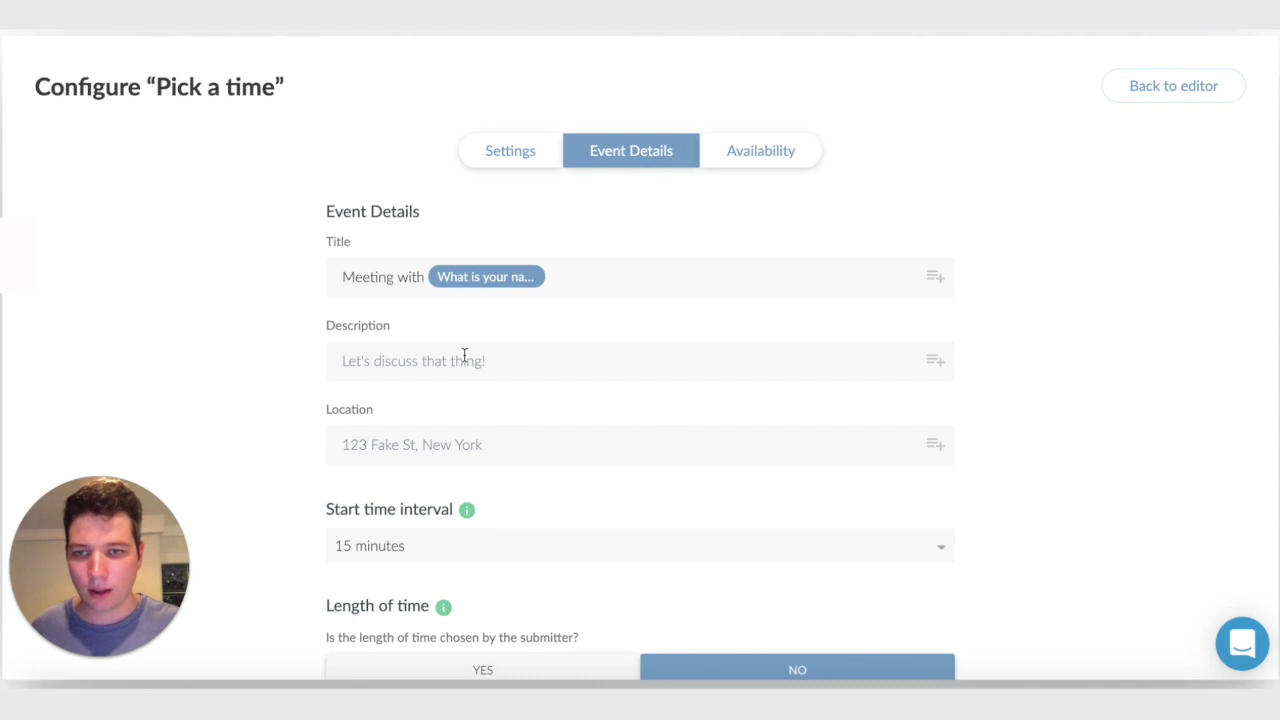 Configure “Pick a time”
Back to editor
Settings
Event Details
Availability
Event Details
Title
Meeting with What is your na...
Description
Let's discuss that thing!
Location
123 Fake St, New York
Start time interval i
15 minutes
Length of time i
Is the length of time chosen by the submitter?
YES
NO